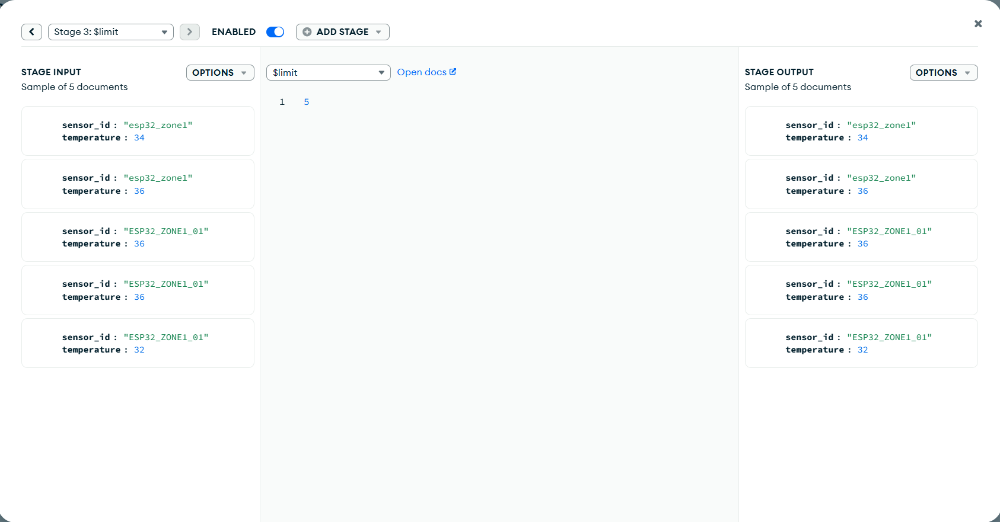 Stage 3: $limit
ENABLED
ADD STAGE
STAGE INPUT
OPTIONS
Sample of 5 documents
sensor_id : "esp32_zone1"
temperature : 34
sensor_id : "esp32_zone1"
temperature : 36
sensor_id : "ESP32_ZONE1_01"
temperature : 36
sensor_id : "ESP32_ZONE1_01"
temperature : 36
sensor_id : "ESP32_ZONE1_01"
temperature : 32
$limit
Open docs
1 5
STAGE OUTPUT
OPTIONS
Sample of 5 documents
sensor_id : "esp32_zone1"
temperature : 34
sensor_id : "esp32_zone1"
temperature : 36
sensor_id : "ESP32_ZONE1_01"
temperature : 36
sensor_id : "ESP32_ZONE1_01"
temperature : 36
sensor_id : "ESP32_ZONE1_01"
temperature : 32